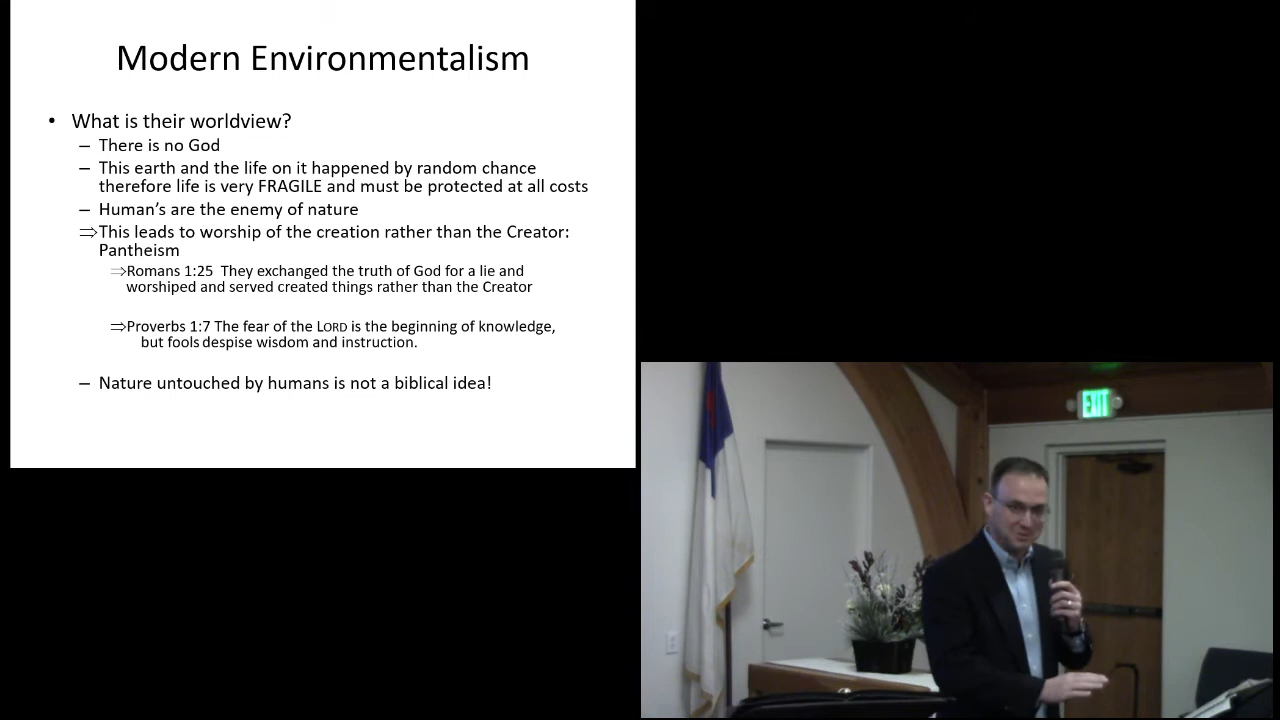 Modern Environmentalism
• What is their worldview?
– There is no God
– This earth and the life on it happened by random chance
therefore life is very FRAGILE and must be protected at all costs
– Human’s are the enemy of nature
⇒This leads to worship of the creation rather than the Creator:
Pantheism
⇒Romans 1:25 They exchanged the truth of God for a lie and
worshiped and served created things rather than the Creator
⇒Proverbs 1:7 The fear of the LORD is the beginning of knowledge,
but fools despise wisdom and instruction.
– Nature untouched by humans is not a biblical idea!
EXIT